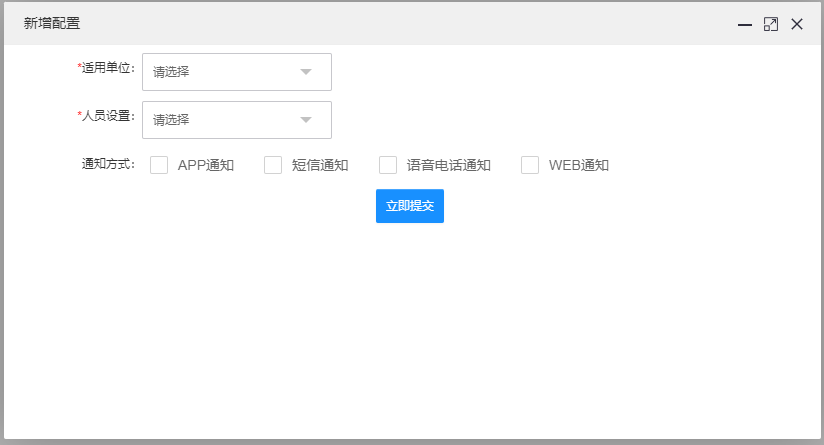 新增配置
*适用单位： 请选择
*人员设置： 请选择
通知方式： APP通知 短信通知 语音电话通知 WEB通知
立即提交